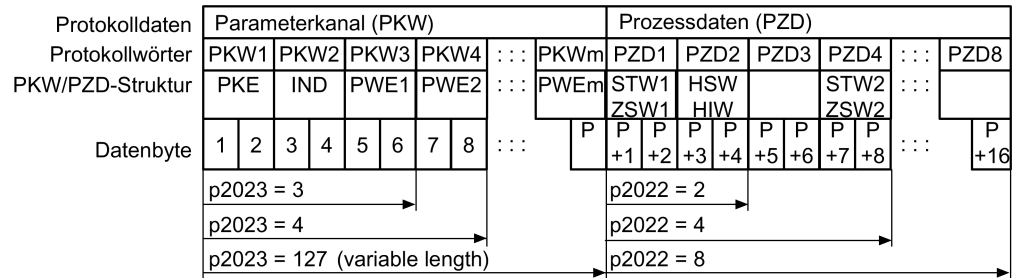 Protokolldaten Parameterkanal (PKW) Prozessdaten (PZD)
Protokollwörter PKW1 PKW2 PKW3 PKW4 : : : PKWm PZD1 PZD2 PZD3 PZD4 : : : PZD8
PKW/PZD-Struktur PKE IND PWE1 PWE2 : : : PWEm STW1 HSW STW2 : : :
ZSW1 HIW ZSW2
Datenbyte 1 2 3 4 5 6 7 8 : : : P P P P P P P P P : : : P
+1 +2 +3 +4 +5 +6 +7 +8 +16
p2023 = 3 p2022 = 2
p2023 = 4 p2022 = 4
p2023 = 127 (variable length) p2022 = 8